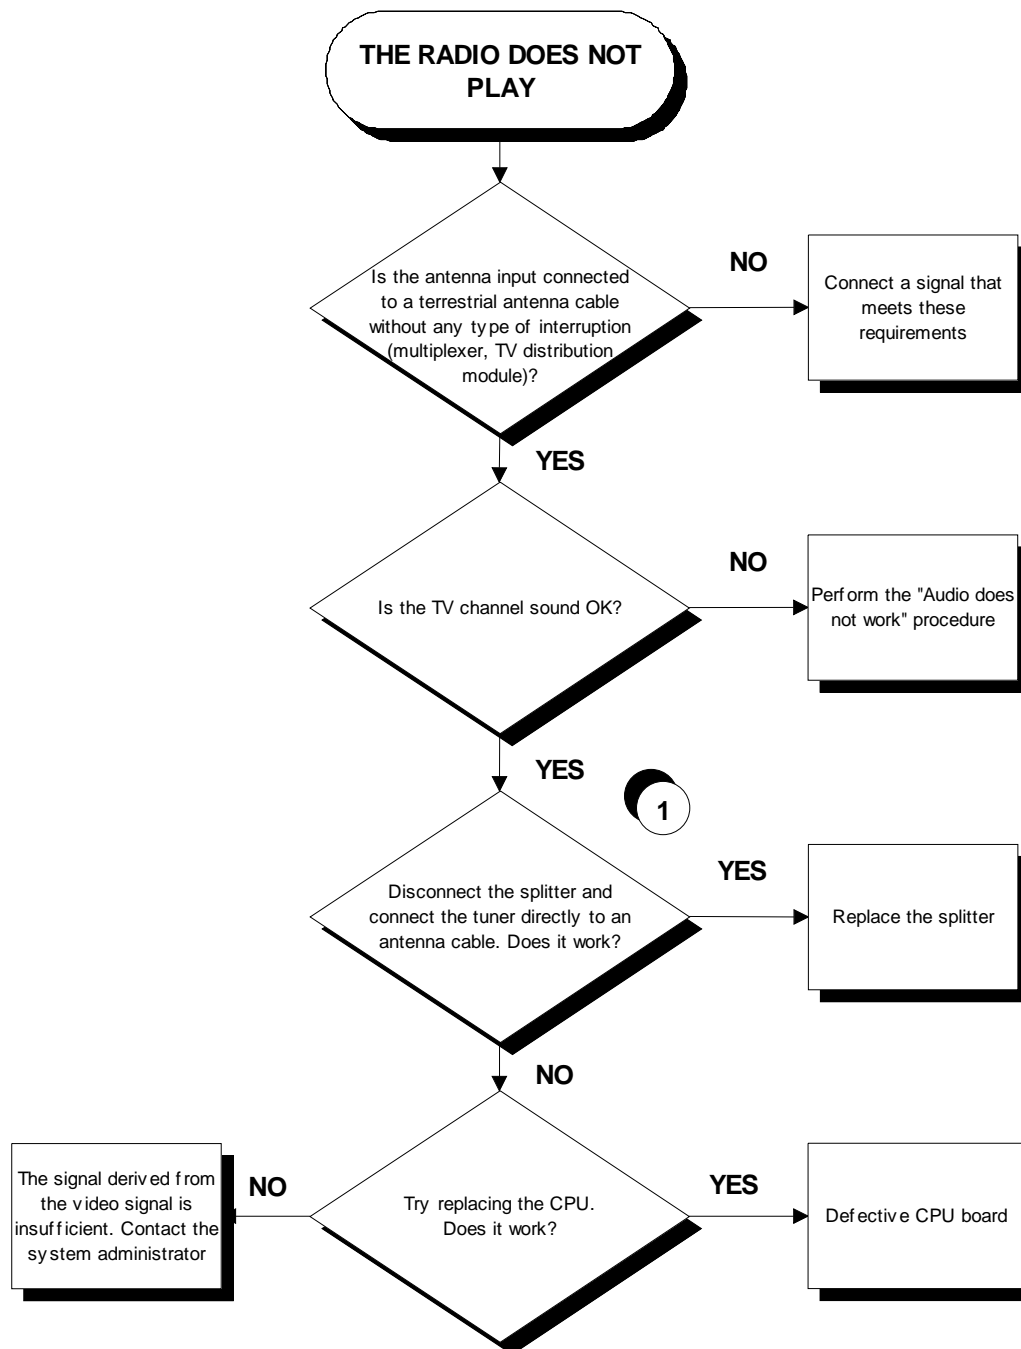 THE RADIO DOES NOT
PLAY
Is the antenna input connected
to a terrestrial antenna cable
without any type of interruption
(multiplexer, TV distribution
module)?
NO
Connect a signal that
meets these
requirements
YES
Is the TV channel sound OK?
NO
Perform the "Audio does
not work" procedure
YES
1
Disconnect the splitter and
connect the tuner directly to an
antenna cable. Does it work?
YES
Replace the splitter
NO
The signal derived from
the video signal is
insufficient. Contact the
system administrator
NO
Try replacing the CPU.
Does it work?
YES
Defective CPU board